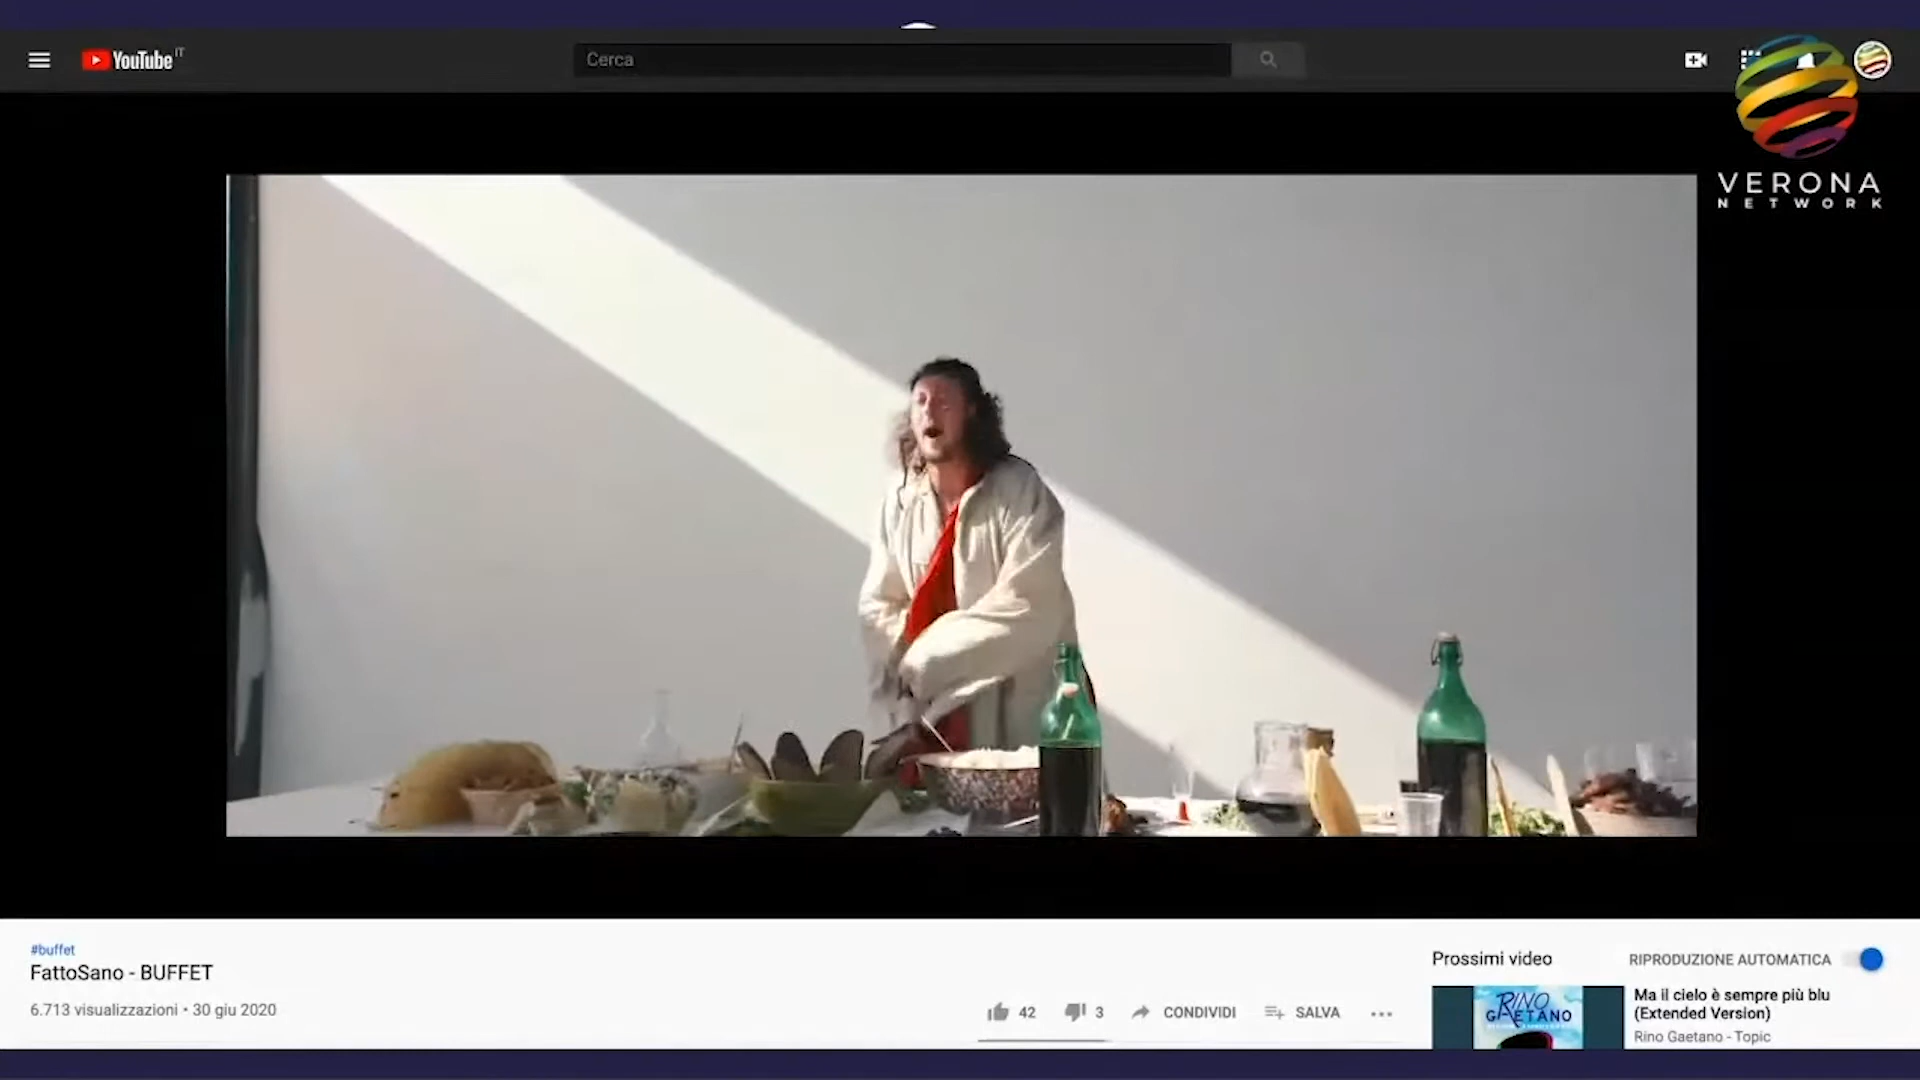 YouTube IT
Cerca
VERONA
NETWORK
#buffet
FattoSano - BUFFET
6.713 visualizzazioni • 30 giu 2020
42
3
CONDIVIDI
SALVA
Prossimi video
RIPRODUZIONE AUTOMATICA
RINO
GAETANO
Ma il cielo è sempre più blu
(Extended Version)
Rino Gaetano - Topic